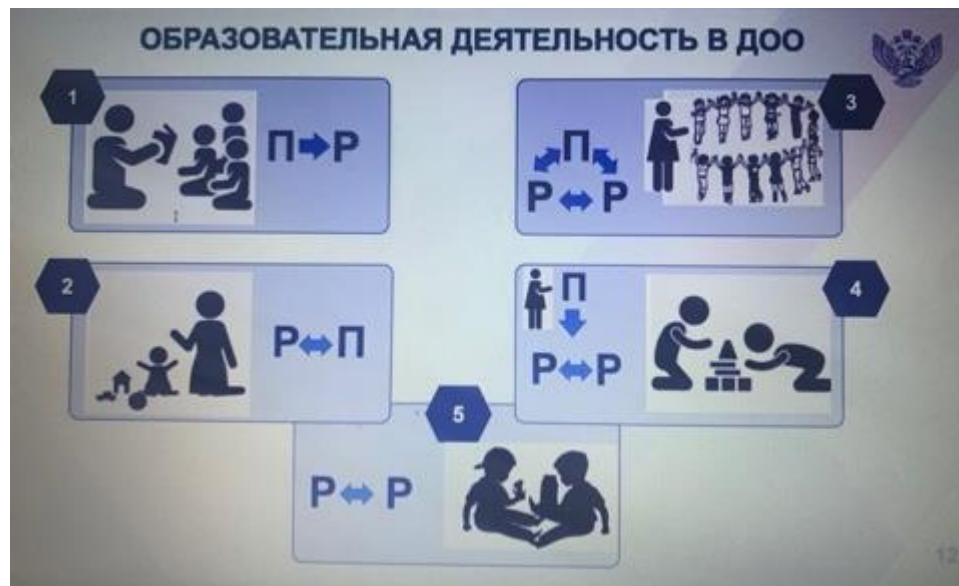 ОБРАЗОВАТЕЛЬНАЯ ДЕЯТЕЛЬНОСТЬ В ДОО
1
П➡Р
2
Р⬌П
3
П
Р ⬌ Р
4
П
Р⬌Р
5
Р⬌ Р
12